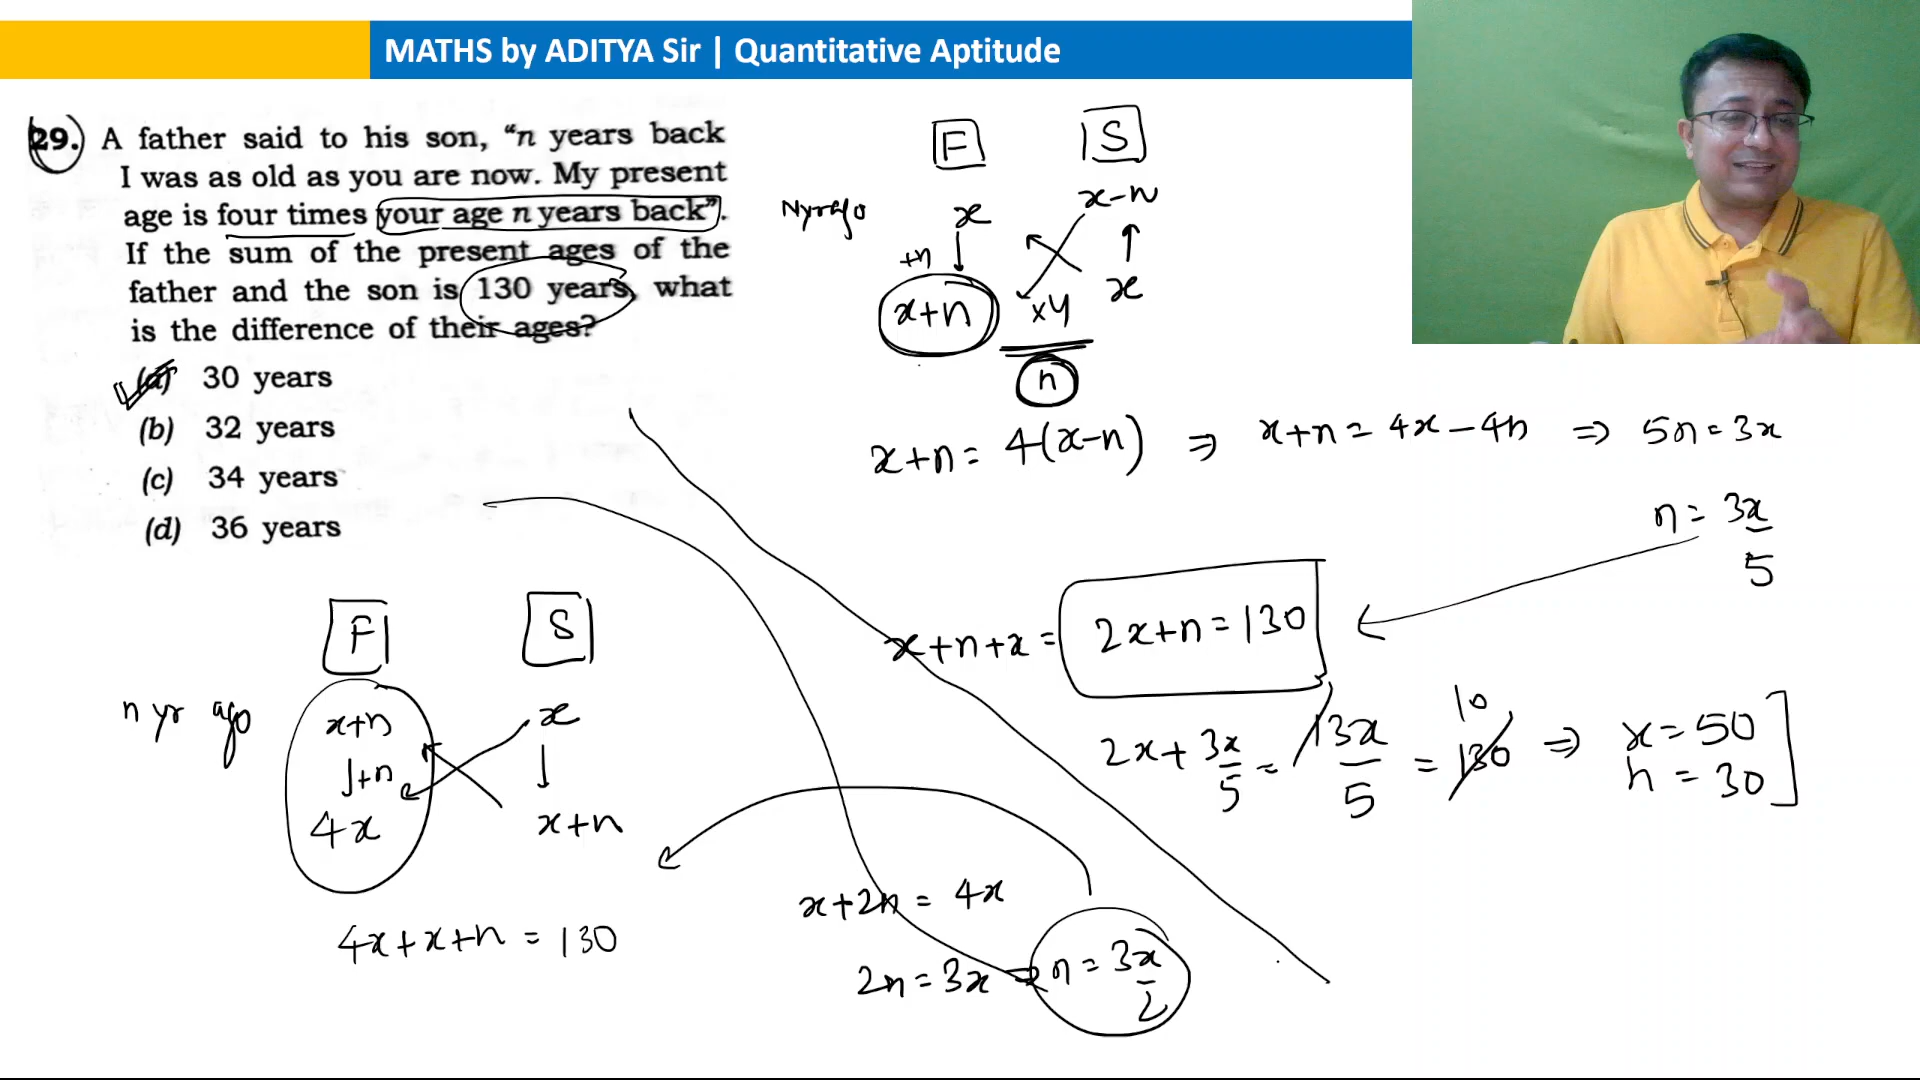 MATHS by ADITYA Sir | Quantitative Aptitude
29. A father said to his son, “n years back
I was as old as you are now. My present
age is four times your age n years back”.
If the sum of the present ages of the
father and the son is 130 years, what
is the difference of their ages?
(a) 30 years
(b) 32 years
(c) 34 years
(d) 36 years
F S
Nyr ago x x-n
+n
x+n x4 x
n
x+n = 4(x-n) ⇒ x+n = 4x-4n ⇒ 5n = 3x
n = 3x/5
x+n+x = 2x+n = 130
2x + 3x/5 = 13x/5 = 130 10 ⇒ x = 50
n = 30
F S
n yr ago x+n x
+n
4x x+n
4x+x+n = 130
x+2n = 4x
2n = 3x ⇒ n = 3x/2